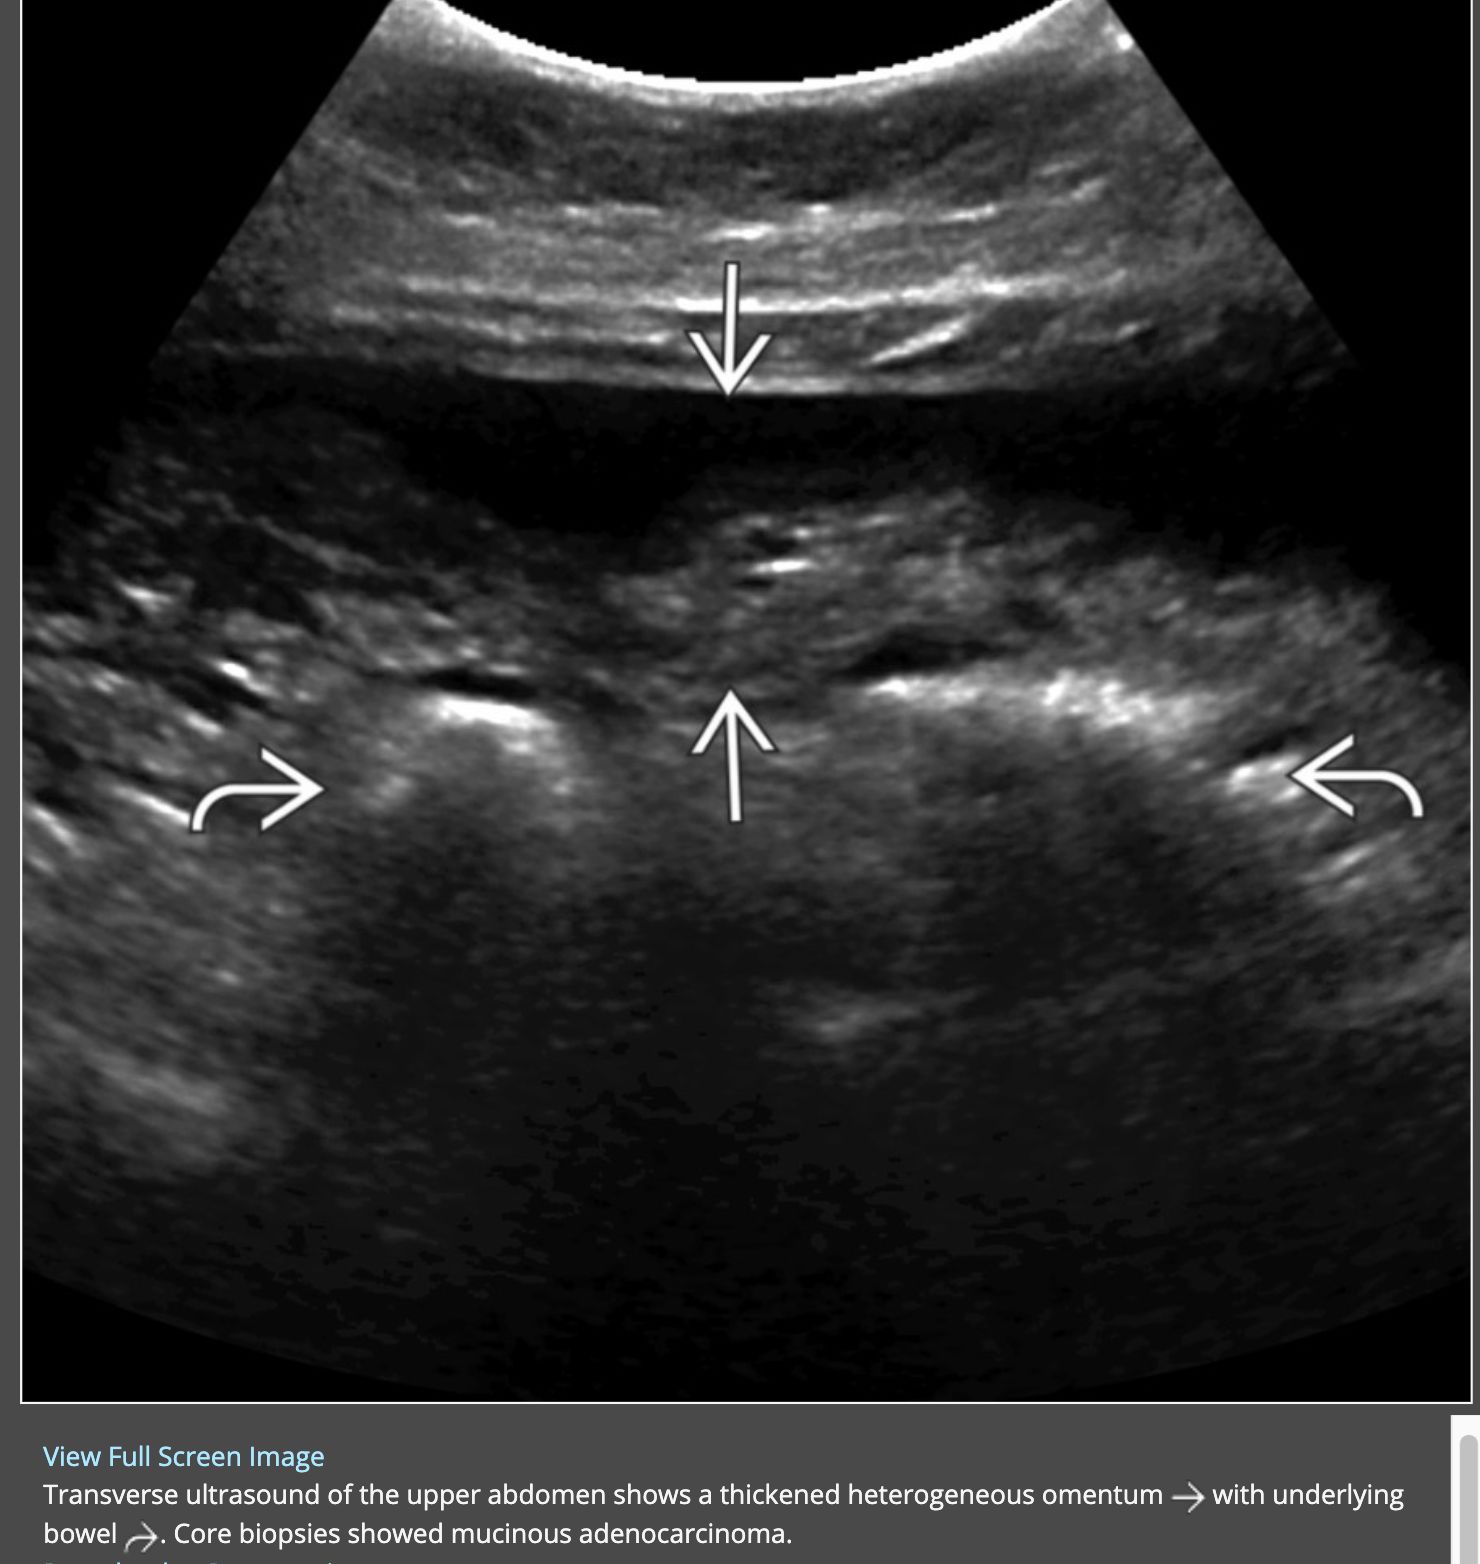 View Full Screen Image
Transverse ultrasound of the upper abdomen shows a thickened heterogeneous omentum → with underlying
bowel ↷. Core biopsies showed mucinous adenocarcinoma.